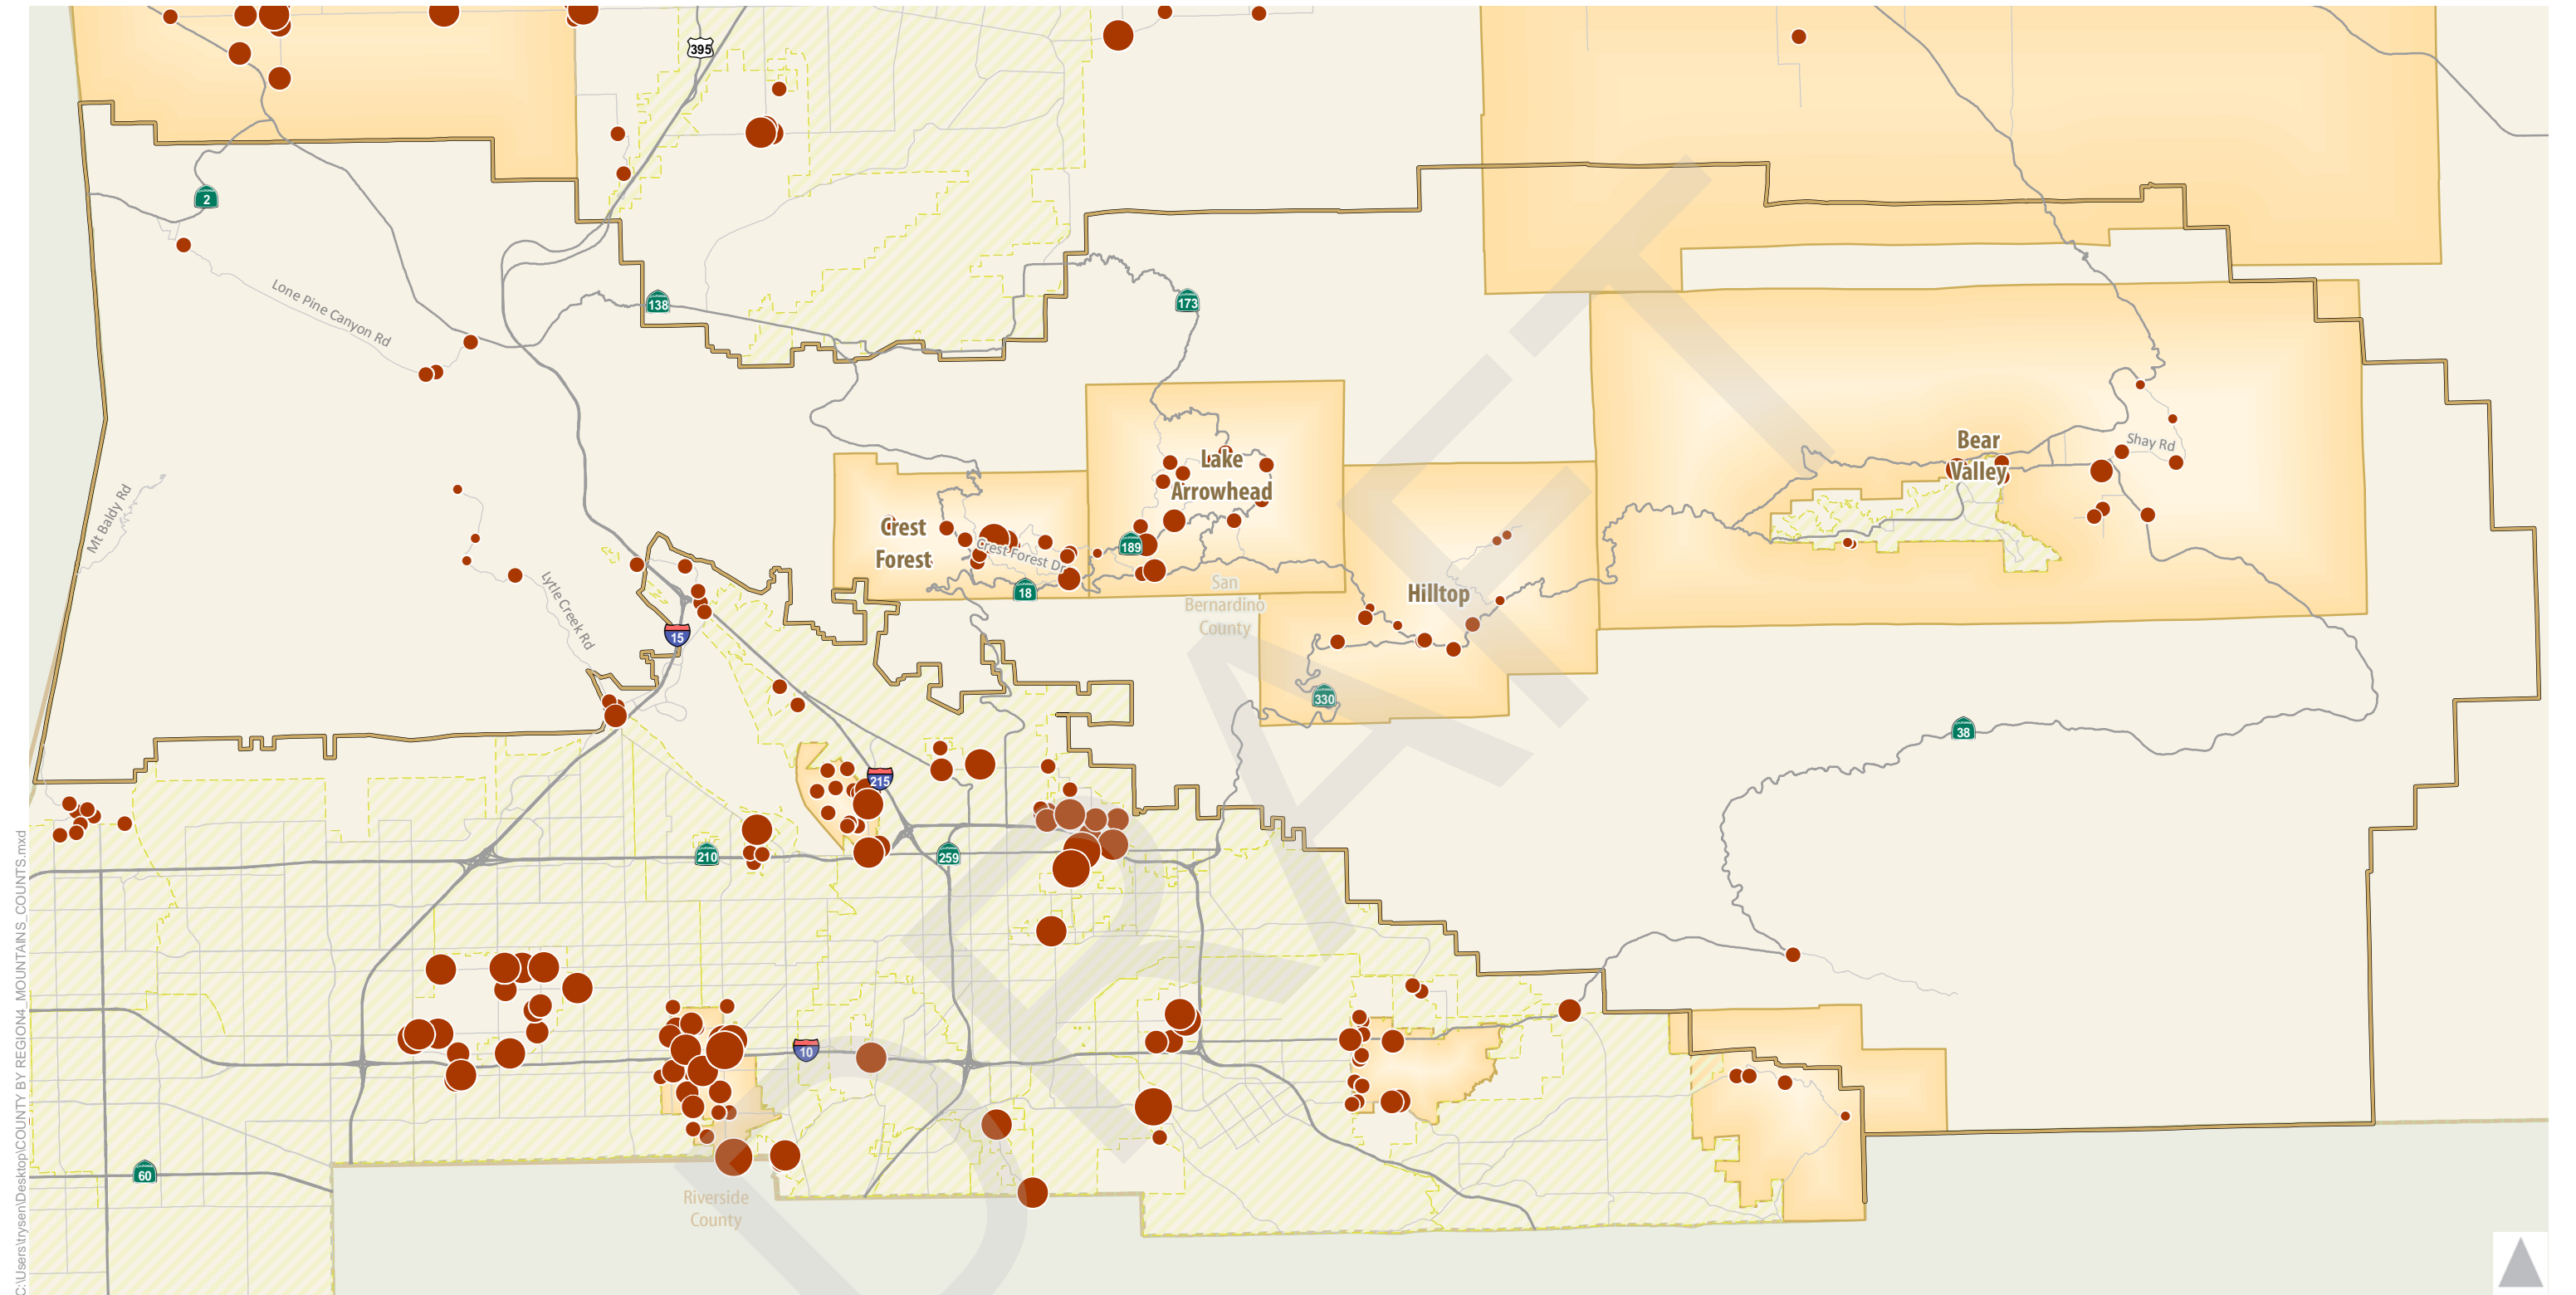 395
2
Lone Pine Canyon Rd
138
173
Mt Baldy Rd
Lytle Creek Rd
15
Crest
Forest
Crest Forest Dr
18
189
Lake
Arrowhead
San
Bernardino
County
Hilltop
330
Bear
Valley
Shay Rd
38
215
210
259
10
60
Riverside
County
DRAFT
C:\Users\trysen\Desktop\COUNTY BY REGION4_MOUNTAINS_COUNTS.mxd